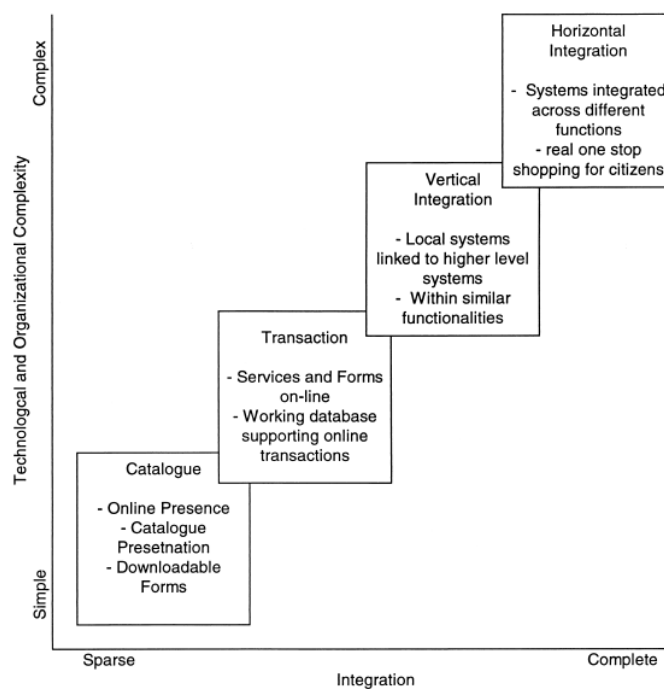 Horizontal
Integration
- Systems integrated
across different
functions
- real one stop
shopping for citizens
Vertical
Integration
- Local systems
linked to higher level
systems
- Within similar
functionalities
Transaction
- Services and Forms
on-line
- Working database
supporting online
transactions
Catalogue
- Online Presence
- Catalogue
Presetnation
- Downloadable
Forms
Complex
Technologcal and Organizational Complexity
Simple
Sparse
Complete
Integration